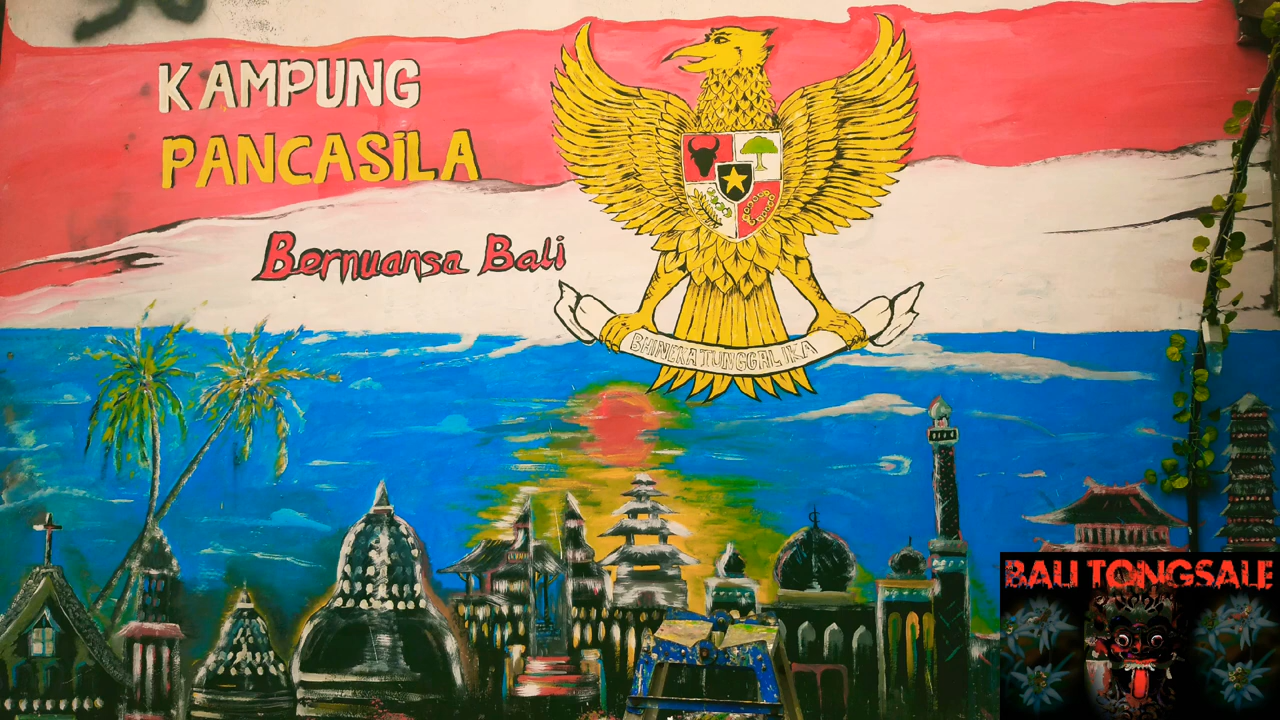 KAMPUNG
PANCASiLA
Bernuansa Bali
BHINEKA TUNGGAL IKA
BALI TONGSALE